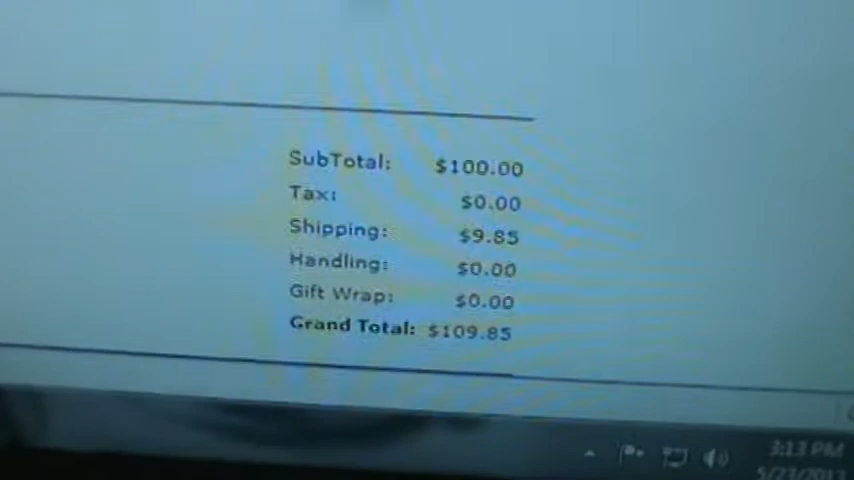 SubTotal: $100.00
Tax: $0.00
Shipping: $9.85
Handling: $0.00
Gift Wrap: $0.00
Grand Total: $109.85
3:13 PM